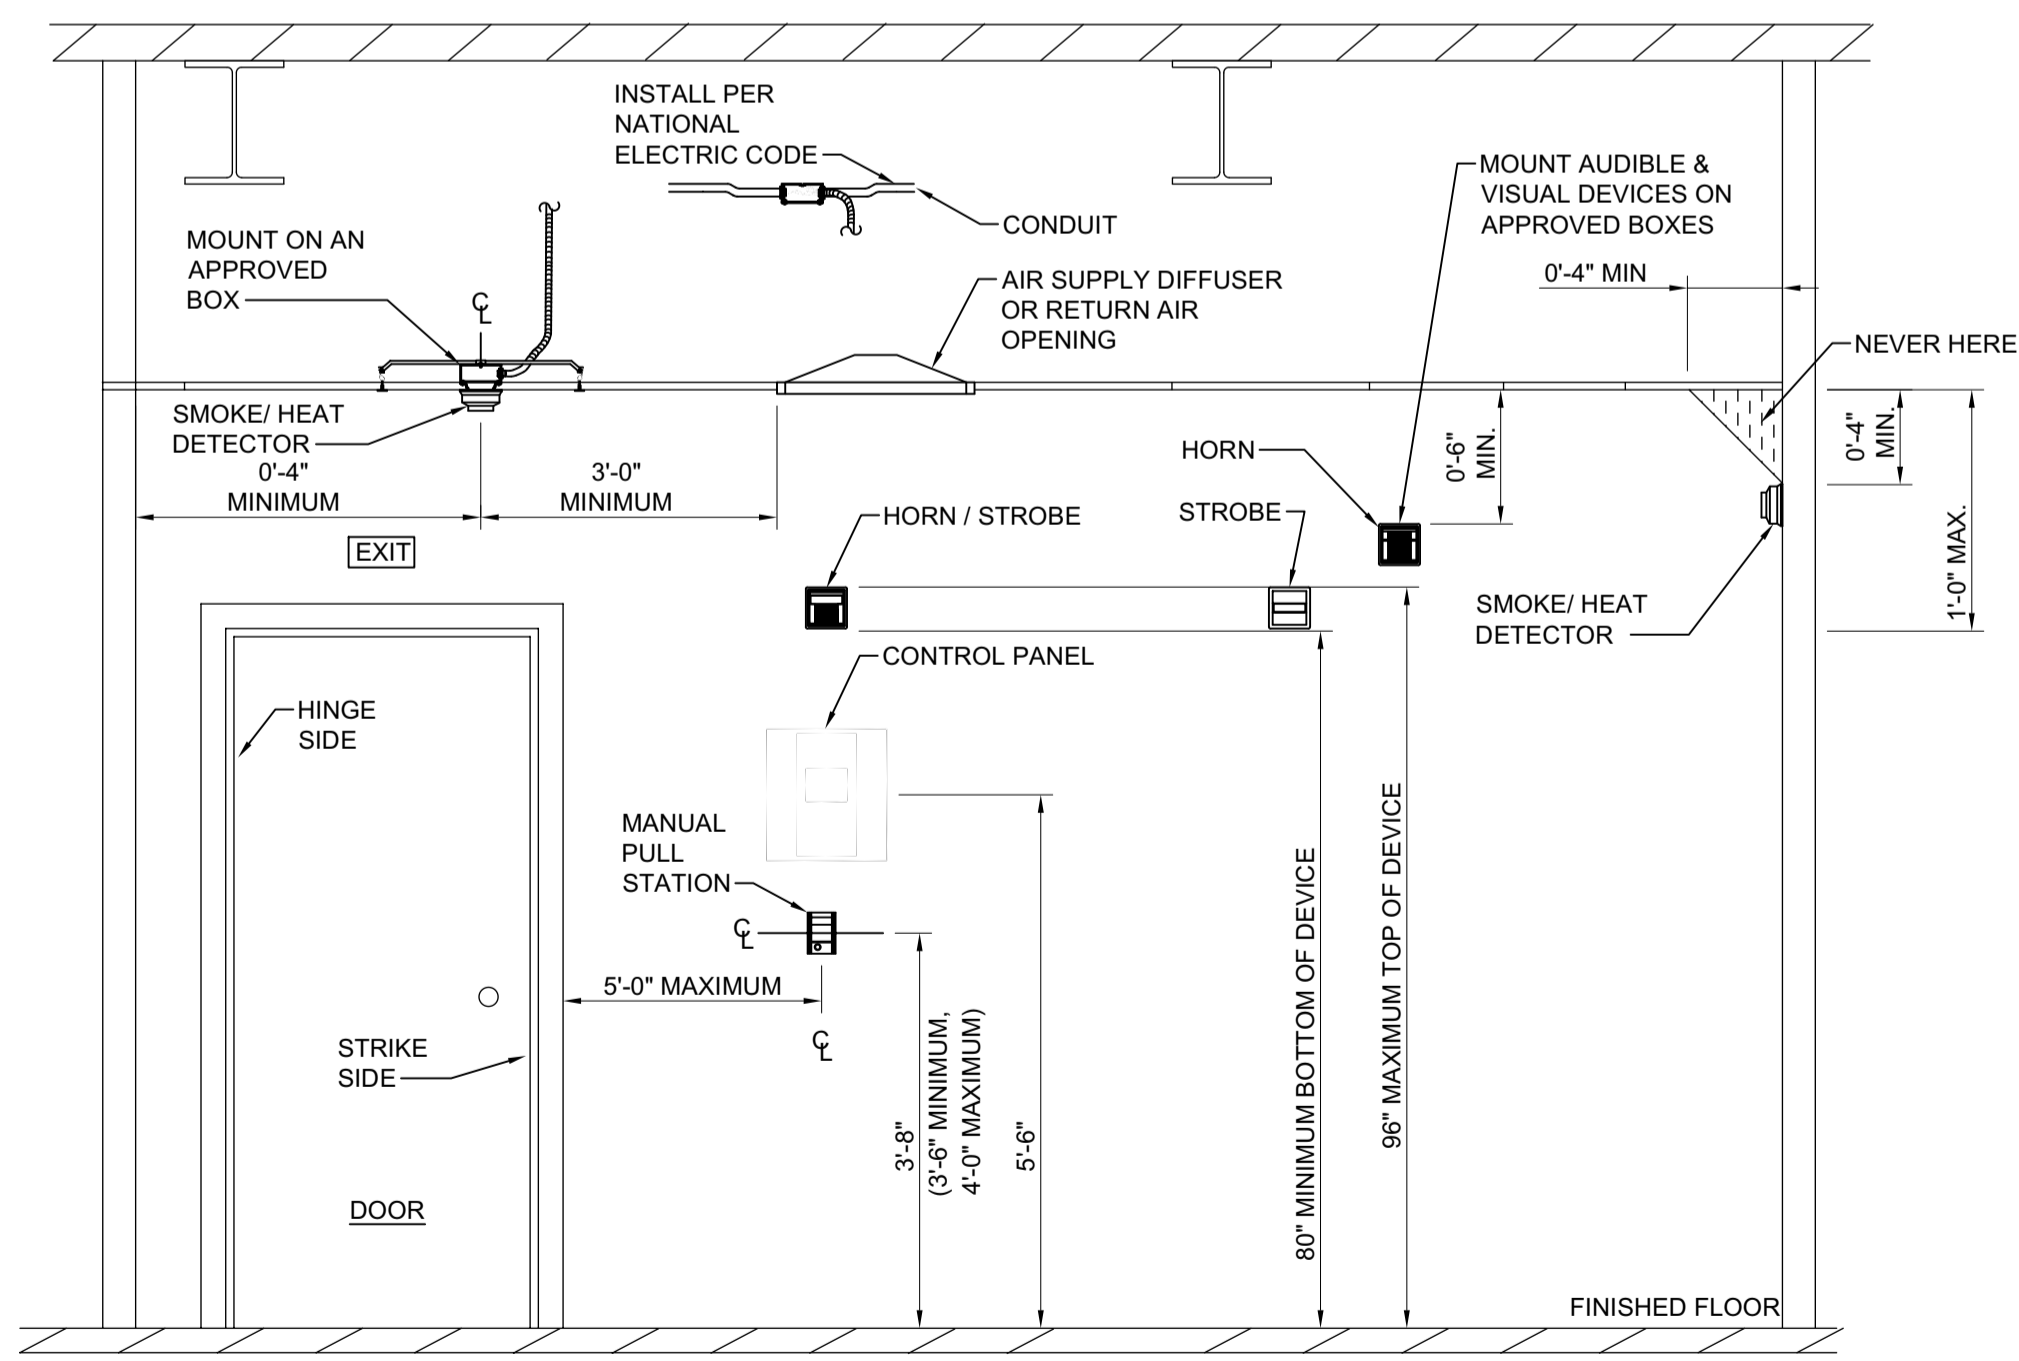 INSTALL PER
NATIONAL
ELECTRIC CODE
MOUNT AUDIBLE &
VISUAL DEVICES ON
APPROVED BOXES
CONDUIT
MOUNT ON AN
APPROVED
BOX
℄
AIR SUPPLY DIFFUSER
OR RETURN AIR
OPENING
0'-4" MIN
NEVER HERE
SMOKE/ HEAT
DETECTOR
0'-4"
MINIMUM
3'-0"
MINIMUM
HORN
0'-6"
MIN.
0'-4"
MIN.
1'-0" MAX.
HORN / STROBE
STROBE
EXIT
SMOKE/ HEAT
DETECTOR
CONTROL PANEL
HINGE
SIDE
MANUAL
PULL
STATION
℄
5'-0" MAXIMUM
℄
STRIKE
SIDE
3'-8"
(3'-6" MINIMUM,
4'-0" MAXIMUM)
5'-6"
80" MINIMUM BOTTOM OF DEVICE
96" MAXIMUM TOP OF DEVICE
DOOR
FINISHED FLOOR